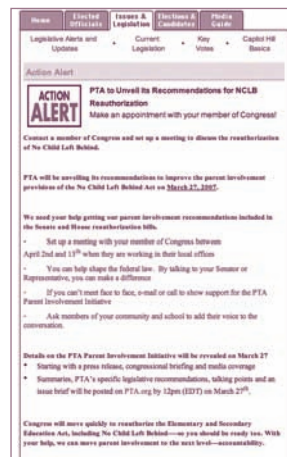 Home Elected Officials Issues & Legislation Elections & Candidates Media Guide
Legislative Alerts and Updates • Current Legislation • Key Votes • Capitol Hill Basics
Action Alert
ACTION ALERT
PTA to Unveil Its Recommendations for NCLB
Reauthorization
Make an appointment with your member of Congress!
Contact a member of Congress and set up a meeting to discuss the reauthorization
of No Child Left Behind.
PTA will be unveiling its recommendations to improve the parent involvement
provisions of the No Child Left Behind Act on March 27, 2007.
We need your help getting our parent involvement recommendations included in
the Senate and House reauthorization bills.
- Set up a meeting with your member of Congress between
April 2nd and 13th when they are working in their local offices
- You can help shape the federal law. By talking to your Senator or
Representative, you can make a difference
- If you can't meet face to face, e-mail or call to show support for the PTA
Parent Involvement Initiative
- Ask members of your community and school to add their voice to the
conversation.
Details on the PTA Parent Involvement Initiative will be revealed on March 27
• Starting with a press release, congressional briefing and media coverage
• Summaries, PTA's specific legislative recommendations, talking points and an
issue brief will be posted on PTA.org by 12pm (EDT) on March 27th.
Congress will move quickly to reauthorize the Elementary and Secondary
Education Act, including No Child Left Behind—so you should be ready too. With
your help, we can move parent involvement to the next level—accountability.